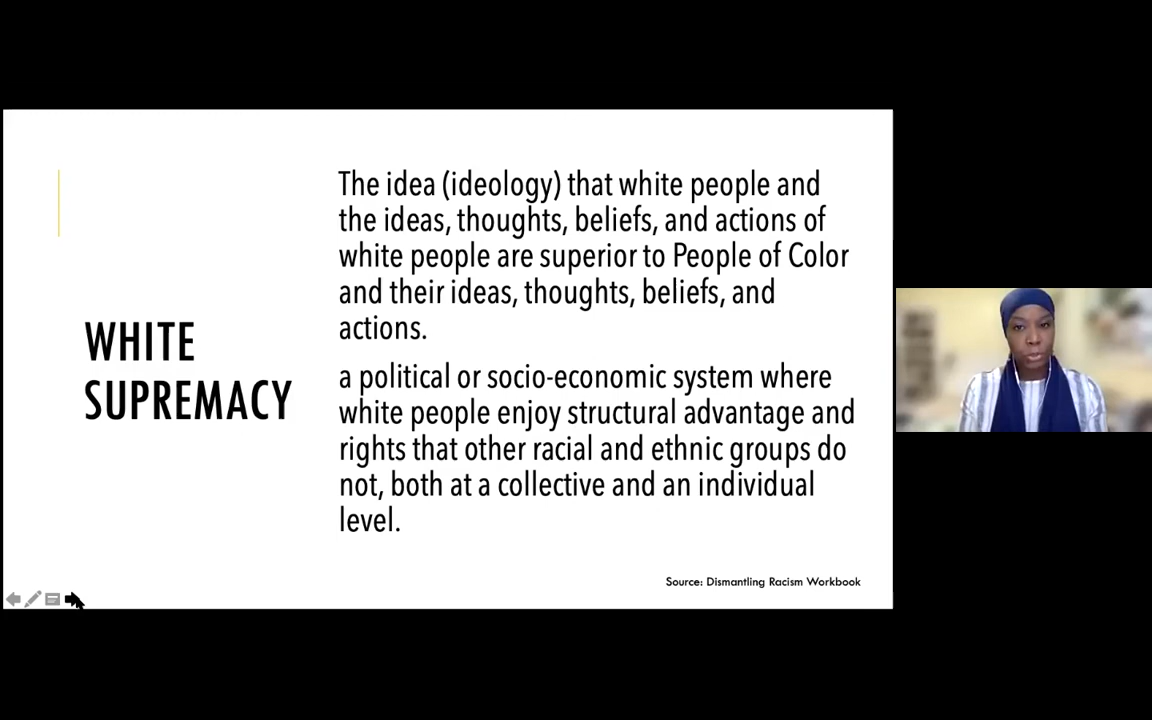 WHITE
SUPREMACY
The idea (ideology) that white people and
the ideas, thoughts, beliefs, and actions of
white people are superior to People of Color
and their ideas, thoughts, beliefs, and
actions.
a political or socio-economic system where
white people enjoy structural advantage and
rights that other racial and ethnic groups do
not, both at a collective and an individual
level.
Source: Dismantling Racism Workbook